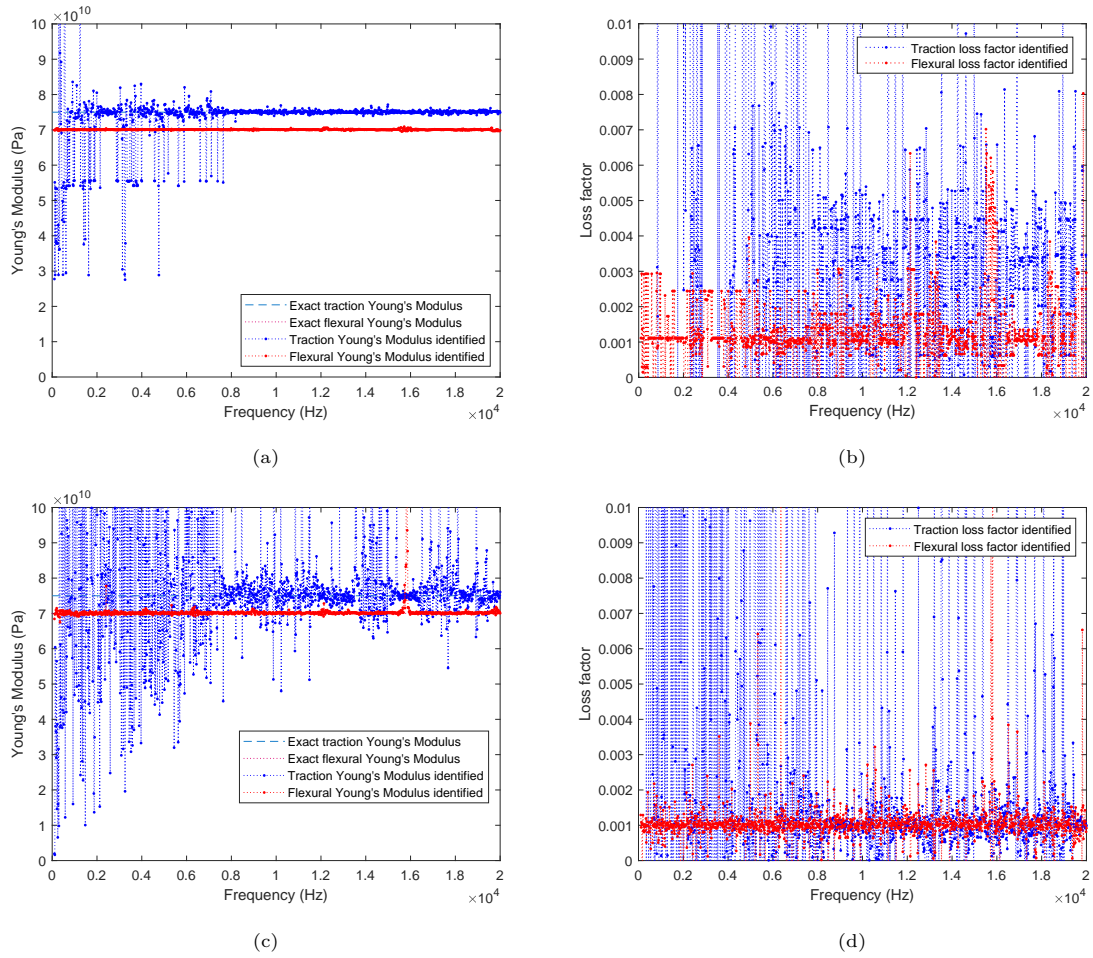 ×10^10
10
9
8
7
6
5
4
3
2
1
0
Young's Modulus (Pa)
Exact traction Young's Modulus
Exact flexural Young's Modulus
Traction Young's Modulus identified
Flexural Young's Modulus identified
0 0.2 0.4 0.6 0.8 1 1.2 1.4 1.6 1.8 2
Frequency (Hz)
×10^4
(a)
0.01
0.009
0.008
0.007
0.006
0.005
0.004
0.003
0.002
0.001
0
Loss factor
Traction loss factor identified
Flexural loss factor identified
0 0.2 0.4 0.6 0.8 1 1.2 1.4 1.6 1.8 2
Frequency (Hz)
×10^4
(b)
×10^10
10
9
8
7
6
5
4
3
2
1
0
Young's Modulus (Pa)
Exact traction Young's Modulus
Exact flexural Young's Modulus
Traction Young's Modulus identified
Flexural Young's Modulus identified
0 0.2 0.4 0.6 0.8 1 1.2 1.4 1.6 1.8 2
Frequency (Hz)
×10^4
(c)
0.01
0.009
0.008
0.007
0.006
0.005
0.004
0.003
0.002
0.001
0
Loss factor
Traction loss factor identified
Flexural loss factor identified
0 0.2 0.4 0.6 0.8 1 1.2 1.4 1.6 1.8 2
Frequency (Hz)
×10^4
(d)